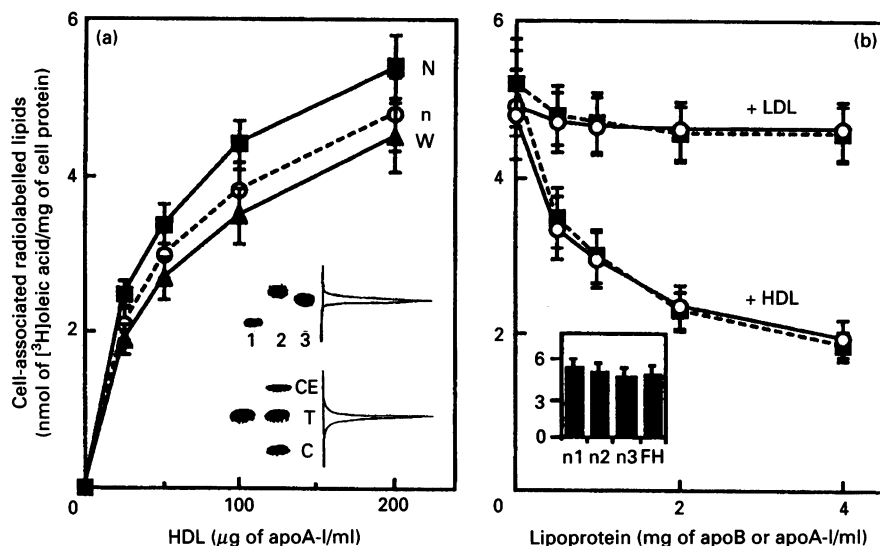 Cell-associated radiolabelled lipids
(nmol of [³H]oleic acid/mg of cell protein)
(a)
6
4
2
0
N
n
W
1 2 3
CE
T
C
0 100 200
HDL (μg of apoA-I/ml)
(b)
6
4
2
0
+ LDL
+ HDL
6
3
0
n1 n2 n3 FH
0 2 4
Lipoprotein (mg of apoB or apoA-I/ml)